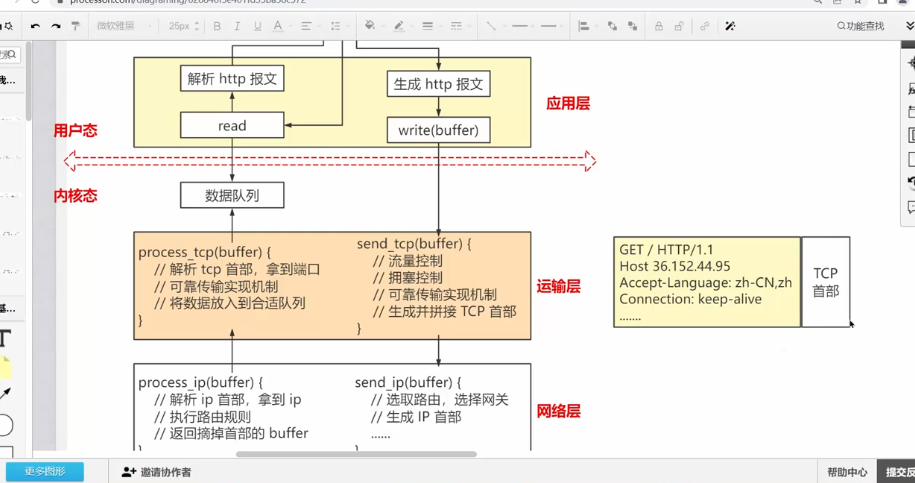 微软雅黑
25px
B
I
U
A
功能查找
解析 http 报文
read
生成 http 报文
write(buffer)
应用层
用户态
内核态
数据队列
process_tcp(buffer) {
// 解析 tcp 首部，拿到端口
// 可靠传输实现机制
// 将数据放入到合适队列
}
send_tcp(buffer) {
// 流量控制
// 拥塞控制
// 可靠传输实现机制
// 生成并拼接 TCP 首部
}
运输层
GET / HTTP/1.1
Host 36.152.44.95
Accept-Language: zh-CN,zh
Connection: keep-alive
.......
TCP
首部
process_ip(buffer) {
// 解析 ip 首部，拿到 ip
// 执行路由规则
// 返回摘掉首部的 buffer
}
send_ip(buffer) {
// 选取路由，选择网关
// 生成 IP 首部
......
}
网络层
更多图形
邀请协作者
帮助中心
提交反